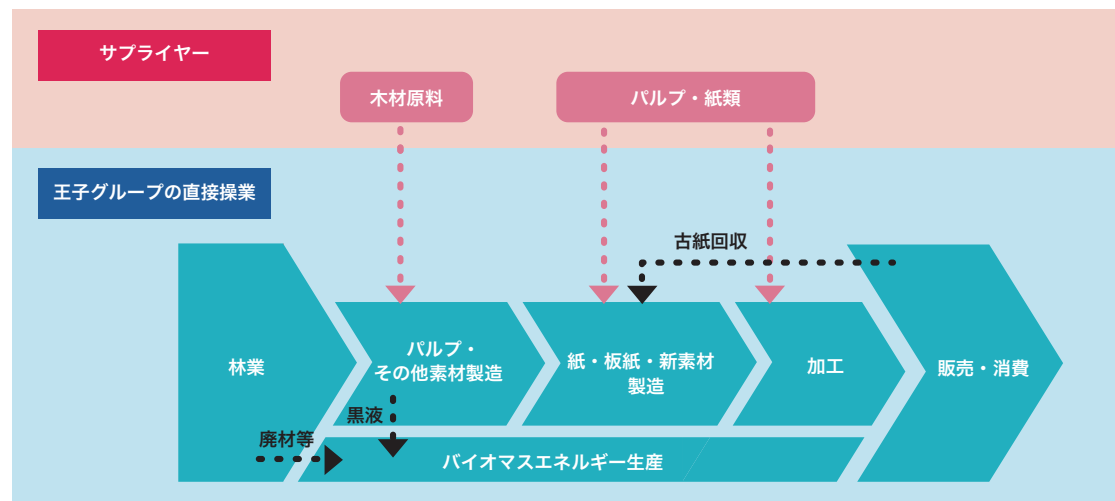 サプライヤー
木材原料
パルプ・紙類
王子グループの直接操業
古紙回収
林業
パルプ・
その他素材製造
紙・板紙・新素材
製造
加工
販売・消費
黒液
廃材等
バイオマスエネルギー生産